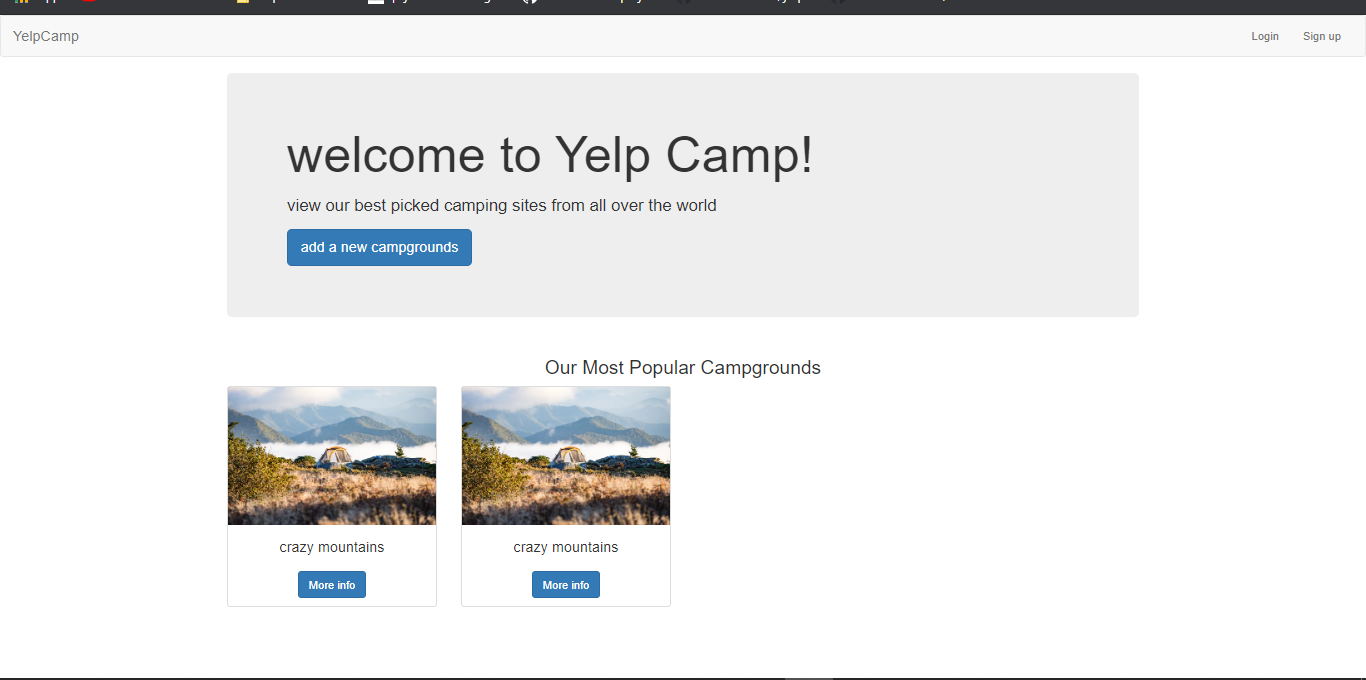 YelpCamp Login Sign up
welcome to Yelp Camp!
view our best picked camping sites from all over the world
add a new campgrounds
Our Most Popular Campgrounds
crazy mountains crazy mountains
More info More info